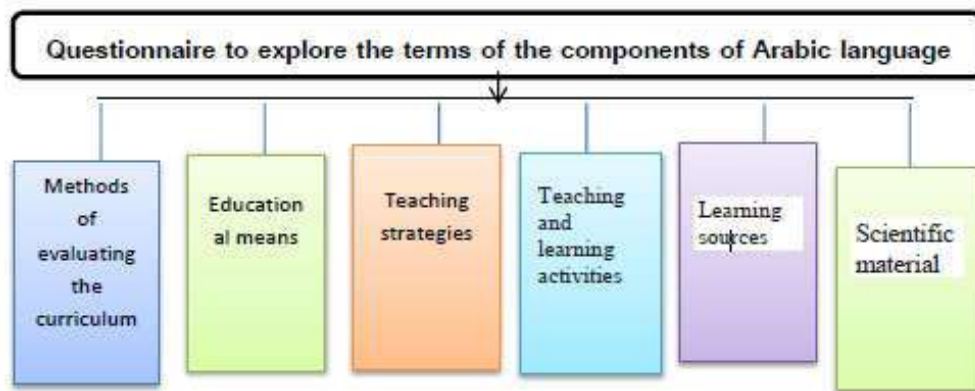 Questionnaire to explore the terms of the components of Arabic language
Methods
of
evaluating
the
curriculum
Education
al means
Teaching
strategies
Teaching
and
learning
activities
Learning
sources
Scientific
material